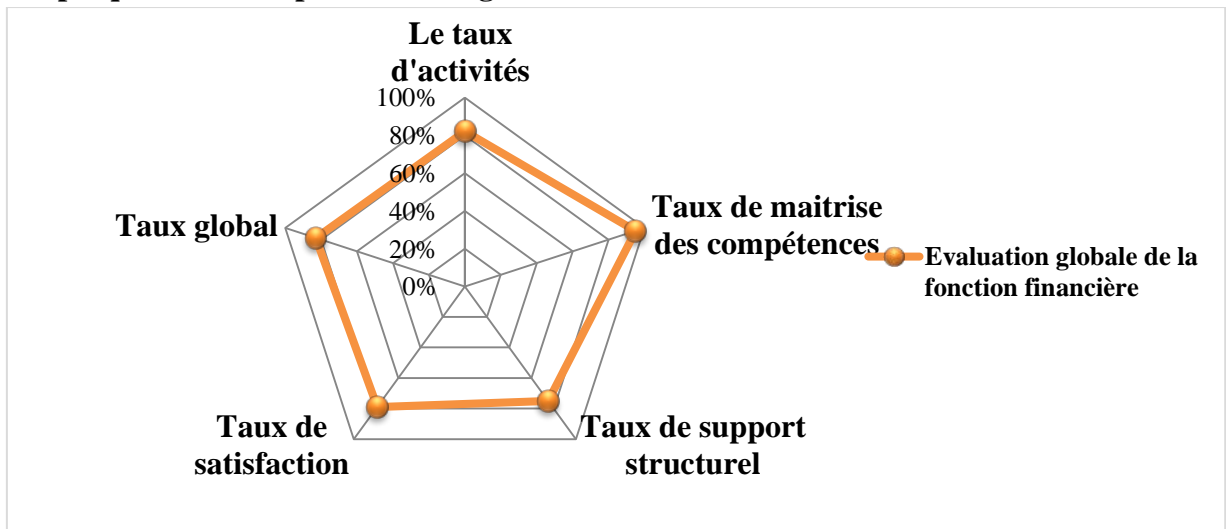 Le taux
d'activités
100%
80%
60%
40%
20%
0%
Taux de maitrise
des compétences
Taux global
Evaluation globale de la
fonction financière
Taux de
satisfaction
Taux de support
structurel